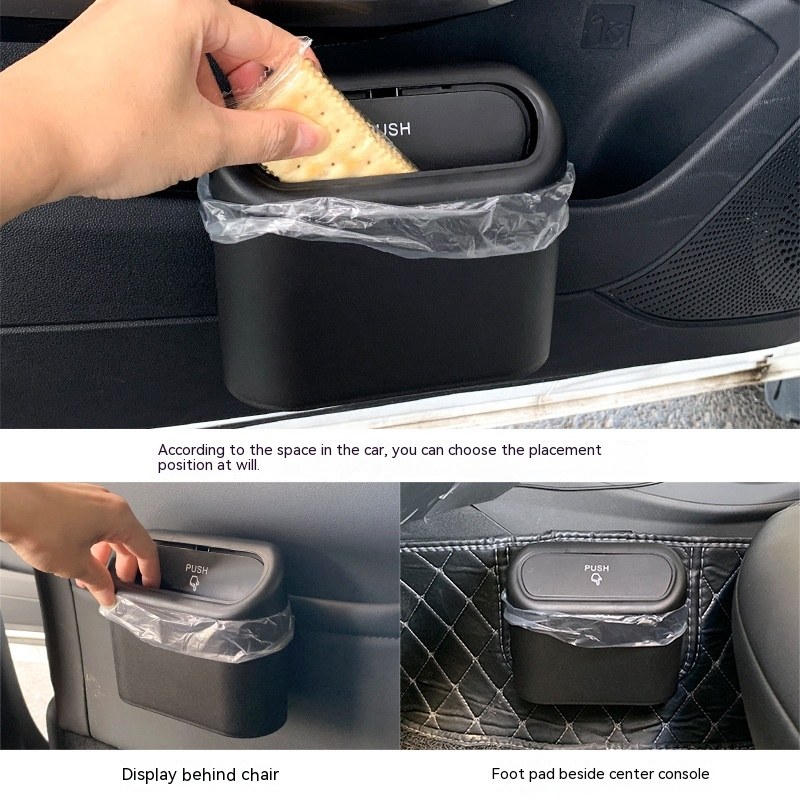 PUSH
According to the space in the car, you can choose the placement
position at will.
PUSH
PUSH
Display behind chair
Foot pad beside center console